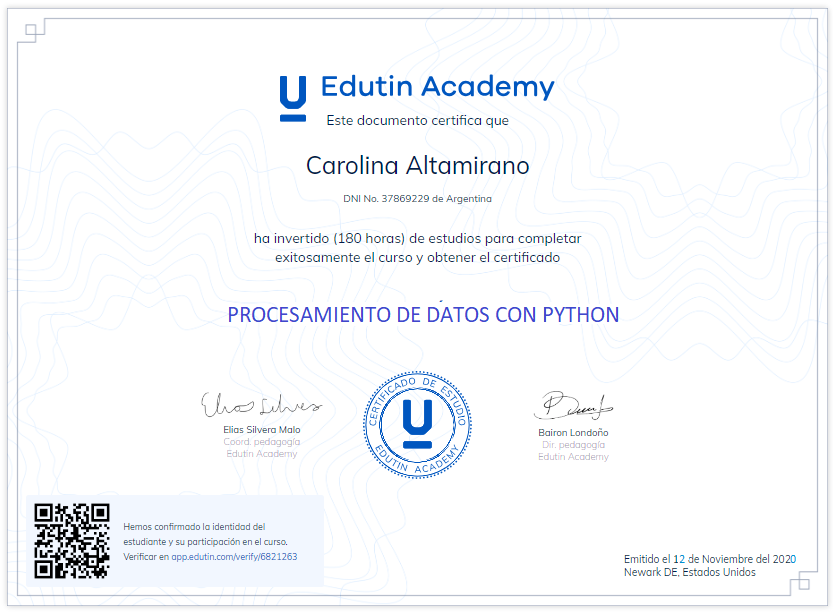 Edutin Academy
Este documento certifica que
Carolina Altamirano
DNI No. 37869229 de Argentina
ha invertido (180 horas) de estudios para completar
exitosamente el curso y obtener el certificado
PROCESAMIENTO DE DATOS CON PYTHON
CERTIFICADO DE ESTUDIO
EDUTIN ACADEMY
Elias Silvera Malo
Coord. pedagogía
Edutin Academy
Bairon Londoño
Dir. pedagogía
Edutin Academy
Hemos confirmado la identidad del
estudiante y su participación en el curso.
Verificar en app.edutin.com/verify/6821263
Emitido el 12 de Noviembre del 2020
Newark DE, Estados Unidos